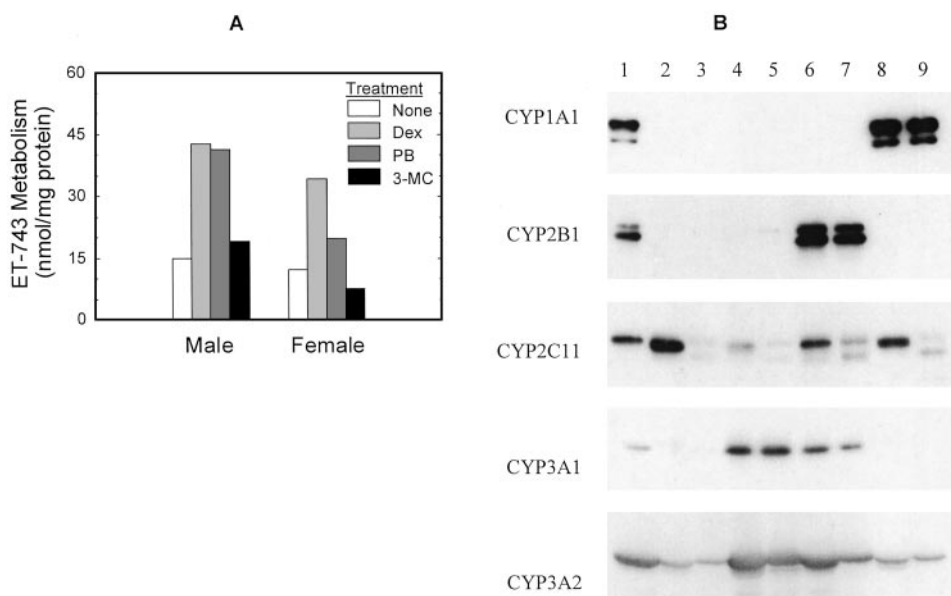 A
ET-743 Metabolism
(nmol/mg protein)
60
45
30
15
0
Treatment
None
Dex
PB
3-MC
Male Female
B
1 2 3 4 5 6 7 8 9
CYP1A1
CYP2B1
CYP2C11
CYP3A1
CYP3A2